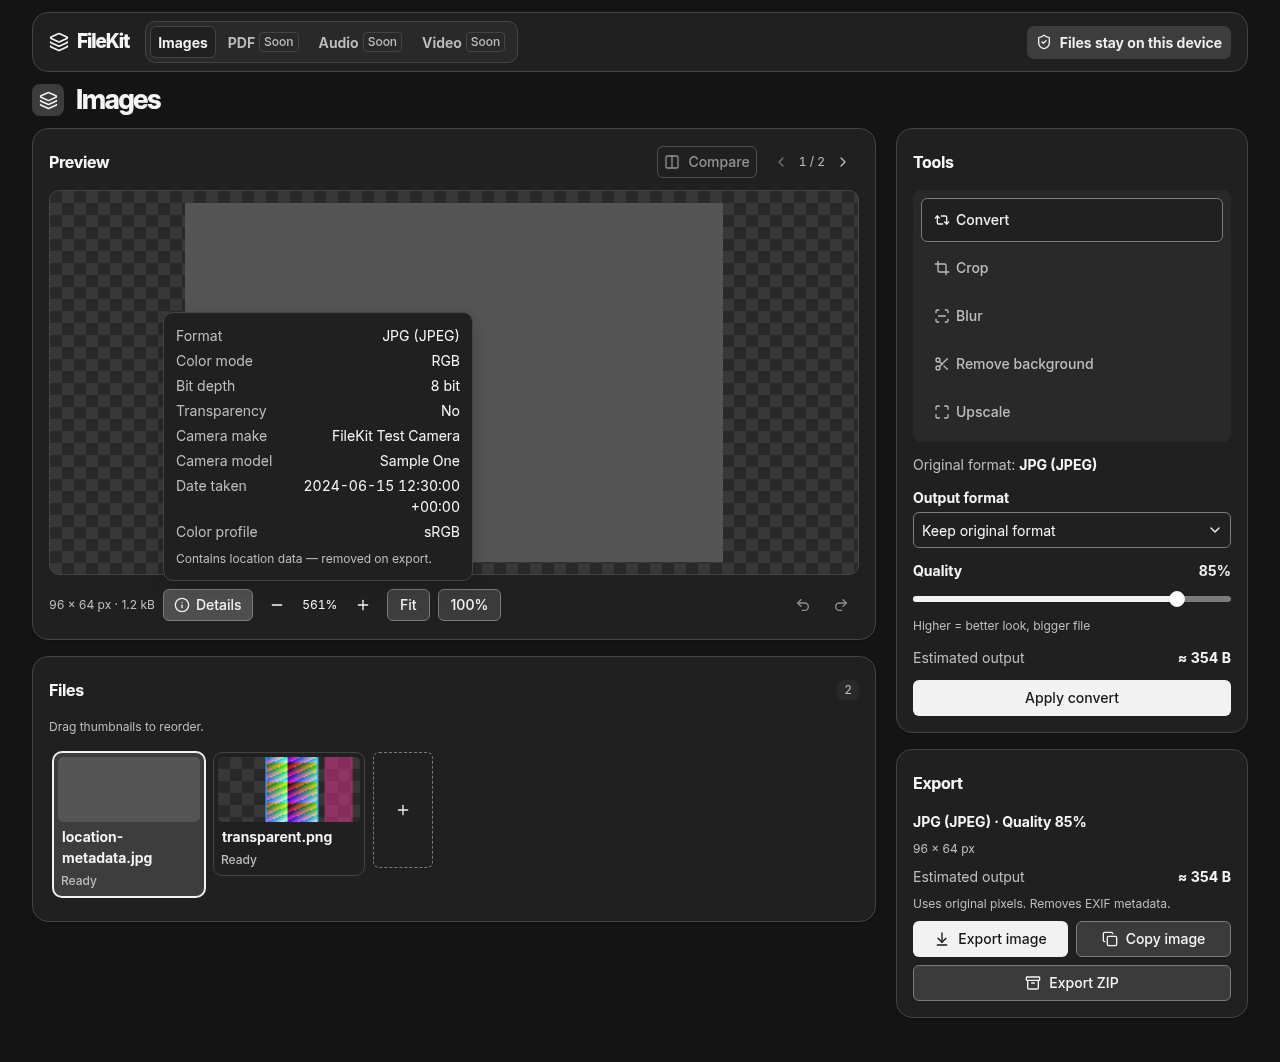 FileKit
Images
PDF Soon
Audio Soon
Video Soon
Files stay on this device
Images
Preview
Compare
1 / 2
Format JPG (JPEG)
Color mode RGB
Bit depth 8 bit
Transparency No
Camera make FileKit Test Camera
Camera model Sample One
Date taken 2024-06-15 12:30:00
+00:00
Color profile sRGB
Contains location data — removed on export.
96 × 64 px · 1.2 kB
Details
561%
Fit
100%
Files
2
Drag thumbnails to reorder.
location-
metadata.jpg
Ready
transparent.png
Ready
Tools
Convert
Crop
Blur
Remove background
Upscale
Original format: JPG (JPEG)
Output format
Keep original format
Quality 85%
Higher = better look, bigger file
Estimated output ≈ 354 B
Apply convert
Export
JPG (JPEG) · Quality 85%
96 × 64 px
Estimated output ≈ 354 B
Uses original pixels. Removes EXIF metadata.
Export image
Copy image
Export ZIP